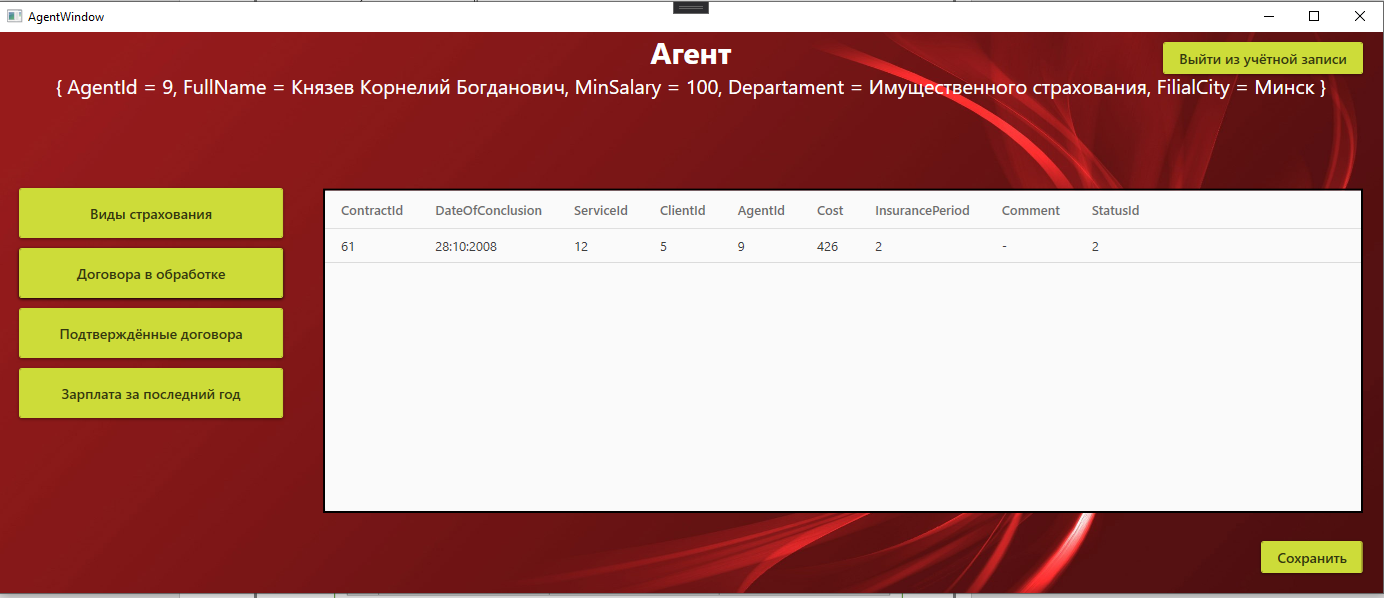 AgentWindow
Агент
Выйти из учётной записи
{ AgentId = 9, FullName = Князев Корнелий Богданович, MinSalary = 100, Departament = Имущественного страхования, FilialCity = Минск }
Виды страхования
Договора в обработке
Подтверждённые договора
Зарплата за последний год
ContractId DateOfConclusion ServiceId ClientId AgentId Cost InsurancePeriod Comment StatusId
61 28:10:2008 12 5 9 426 2 - 2
Сохранить